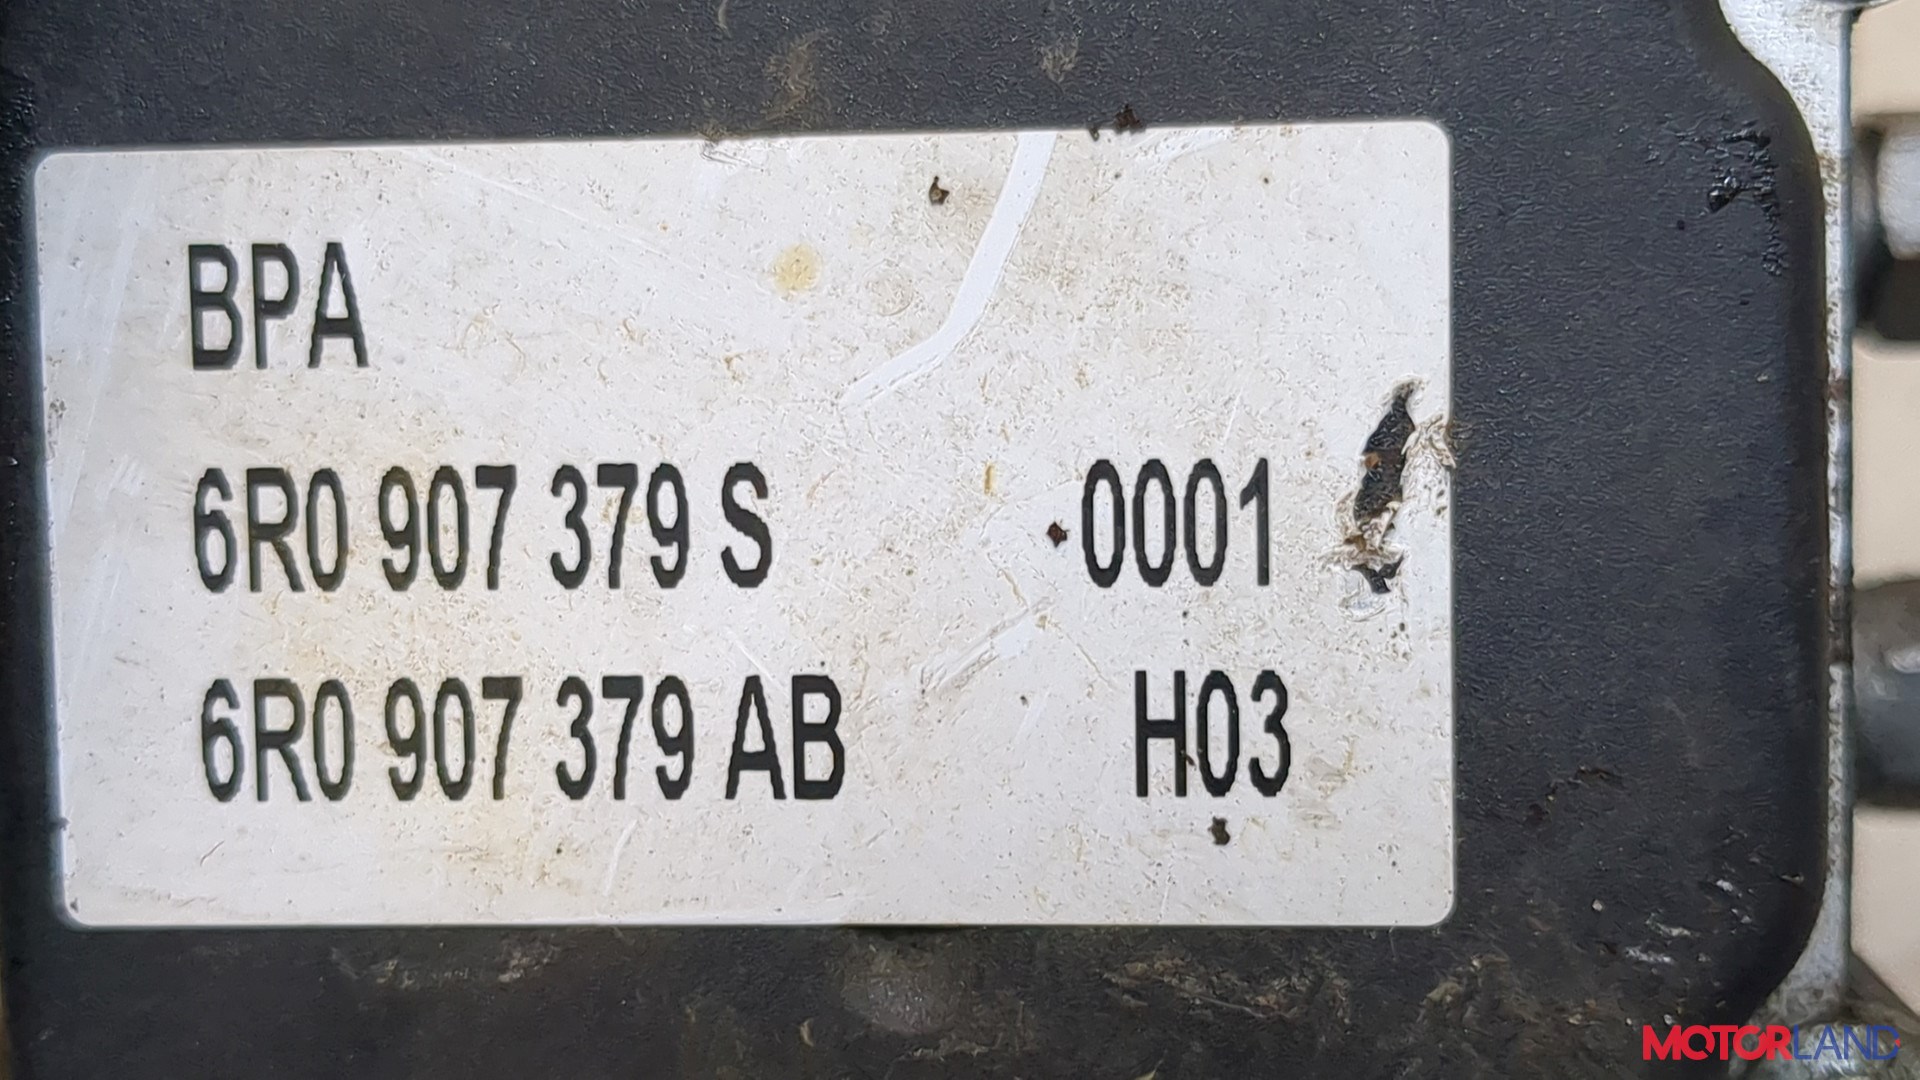 BPA
6R0 907 379 S 0001
6R0 907 379 AB H03
MOTORLAND